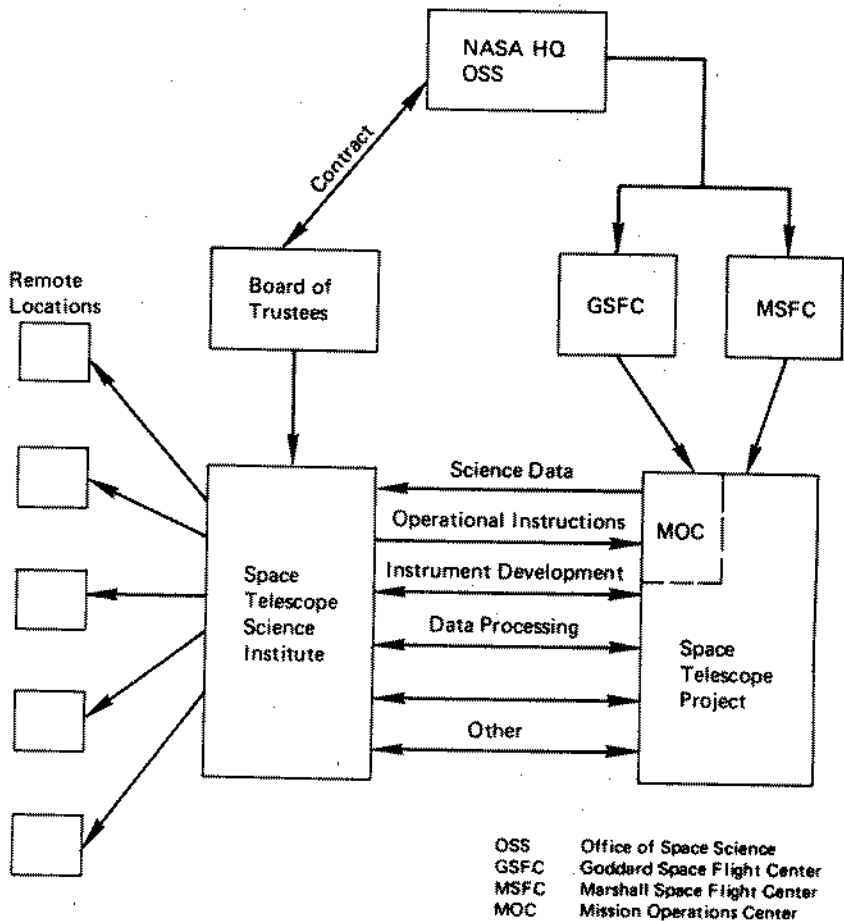 NASA HQ
OSS
Contract
Remote
Locations
Board of
Trustees
GSFC
MSFC
Science Data
Operational Instructions
MOC
Instrument Development
Space
Telescope
Science
Institute
Data Processing
Space
Telescope
Project
Other
OSS Office of Space Science
GSFC Goddard Space Flight Center
MSFC Marshall Space Flight Center
MOC Mission Operations Center